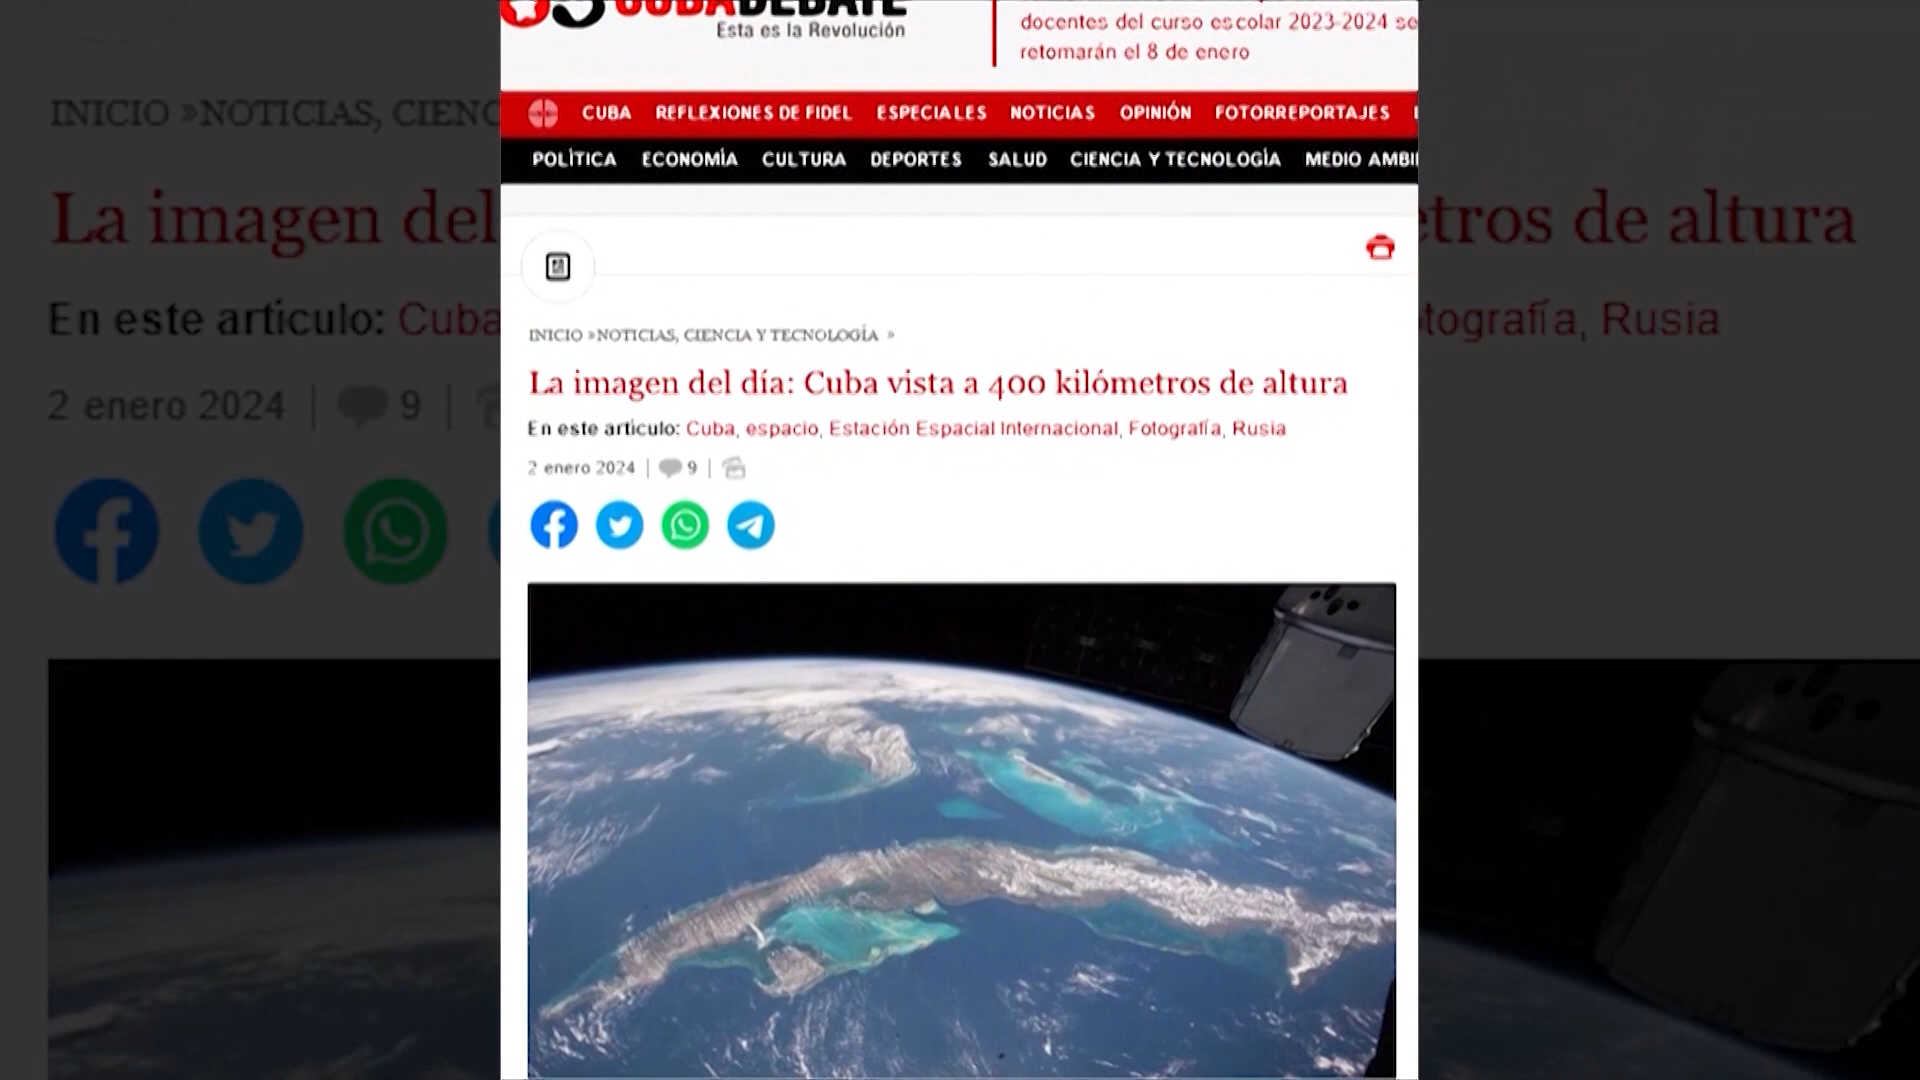 CUBADEBATE
Esta es la Revolución
docentes del curso escolar 2023-2024 se
retomarán el 8 de enero
CUBA REFLEXIONES DE FIDEL ESPECIALES NOTICIAS OPINIÓN FOTORREPORTAJES
POLÍTICA ECONOMÍA CULTURA DEPORTES SALUD CIENCIA Y TECNOLOGÍA MEDIO AMBI
INICIO »NOTICIAS, CIENCIA Y TECNOLOGÍA »
La imagen del día: Cuba vista a 400 kilómetros de altura
En este artículo: Cuba, espacio, Estación Espacial Internacional, Fotografía, Rusia
2 enero 2024 | 9 |
INICIO »NOTICIAS, CIENC
La imagen del
etros de altura
En este artículo: Cuba
tografía, Rusia
2 enero 2024 | 9 |